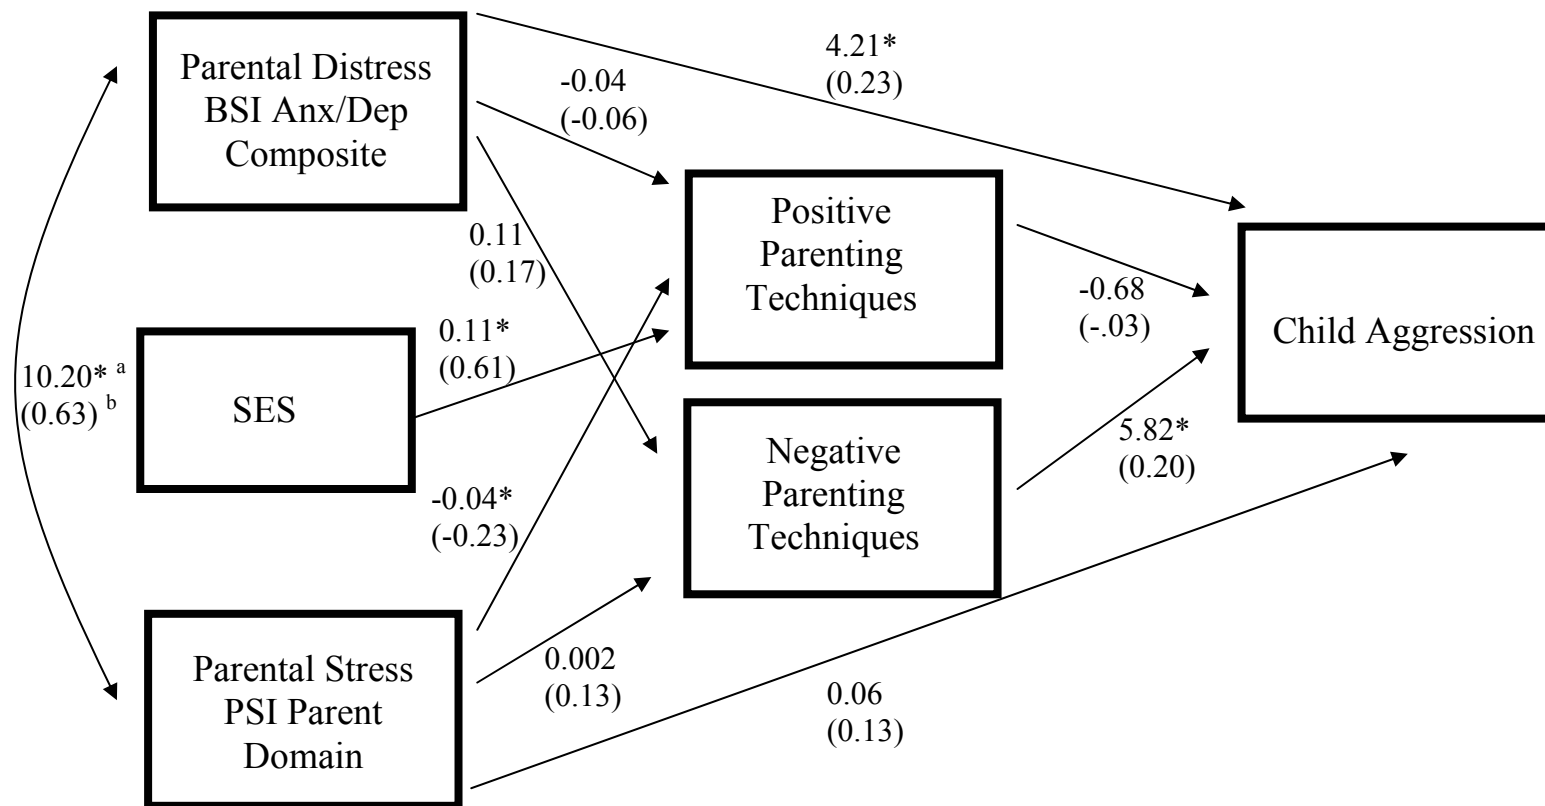 Parental Distress
BSI Anx/Dep
Composite
4.21*
(0.23)
-0.04
(-0.06)
0.11
(0.17)
Positive
Parenting
Techniques
-0.68
(-.03)
Child Aggression
10.20* a
(0.63) b
SES
0.11*
(0.61)
Negative
Parenting
Techniques
5.82*
(0.20)
-0.04*
(-0.23)
Parental Stress
PSI Parent
Domain
0.002
(0.13)
0.06
(0.13)